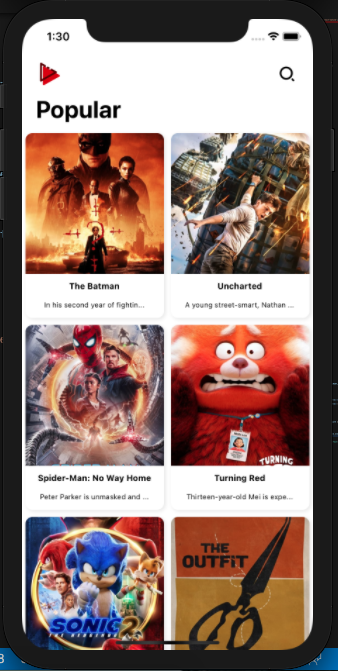 1:30
Popular
The Batman
Uncharted
In his second year of fightin...
A young street-smart, Nathan ...
Spider-Man: No Way Home
TURNING
Turning Red
Peter Parker is unmasked and ...
Thirteen-year-old Mei is expe...
SONIC 2
THE HEDGEHOG
THE
OUTFIT